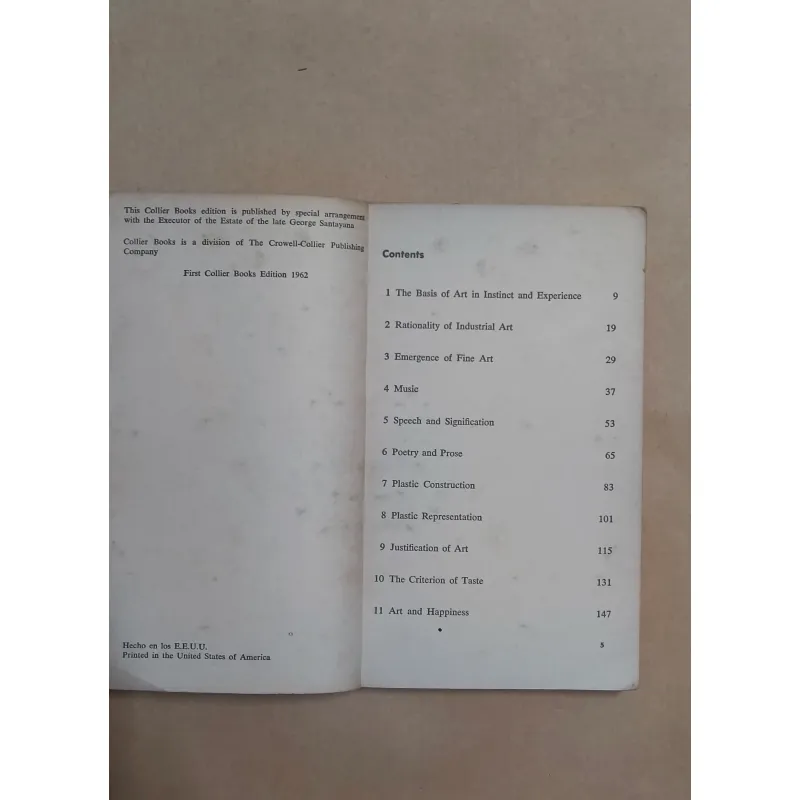 This Collier Books edition is published by special arrangement
with the Executor of the Estate of the late George Santayana
Collier Books is a division of The Crowell-Collier Publishing
Company
First Collier Books Edition 1962
Hecho en los E.E.U.U.
Printed in the United States of America
Contents
1 The Basis of Art in Instinct and Experience 9
2 Rationality of Industrial Art 19
3 Emergence of Fine Art 29
4 Music 37
5 Speech and Signification 53
6 Poetry and Prose 65
7 Plastic Construction 83
8 Plastic Representation 101
9 Justification of Art 115
10 The Criterion of Taste 131
11 Art and Happiness 147
5